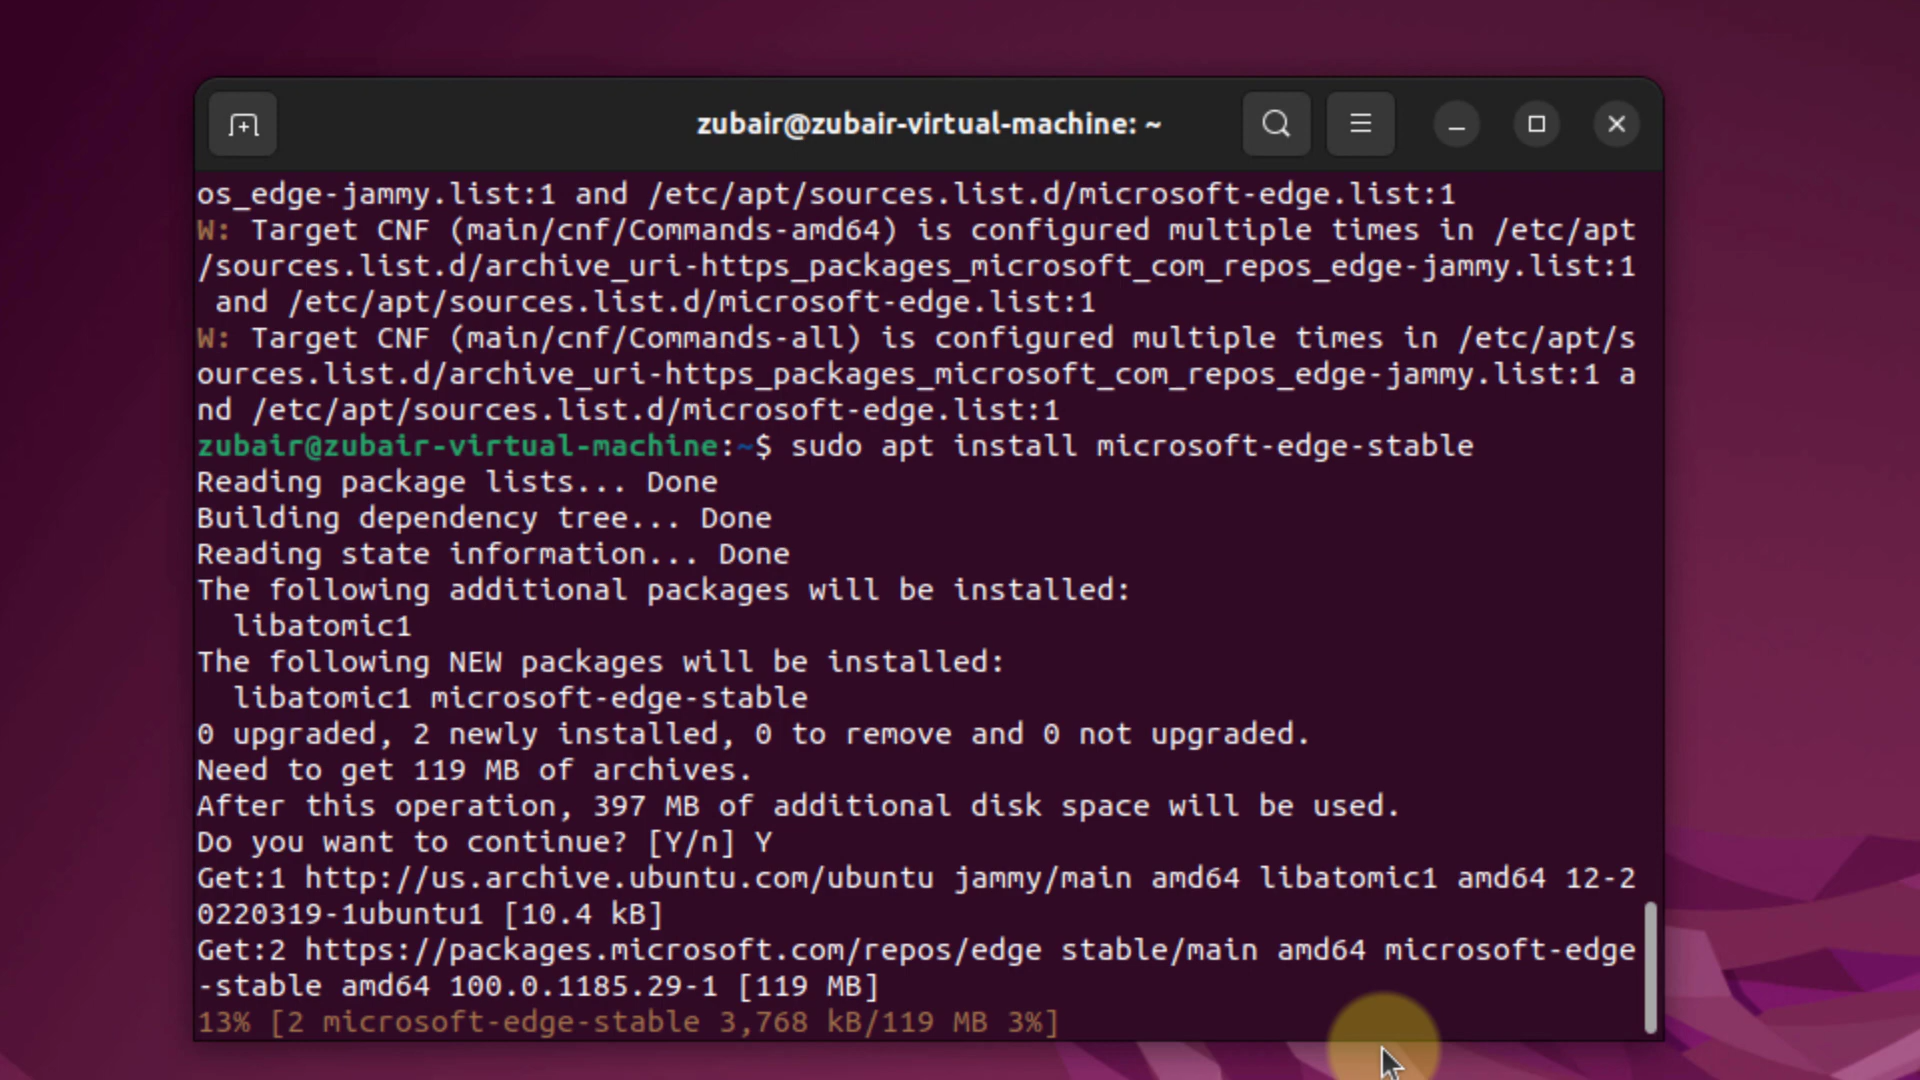 zubair@zubair-virtual-machine: ~
os_edge-jammy.list:1 and /etc/apt/sources.list.d/microsoft-edge.list:1
W: Target CNF (main/cnf/Commands-amd64) is configured multiple times in /etc/apt
/sources.list.d/archive_uri-https_packages_microsoft_com_repos_edge-jammy.list:1
 and /etc/apt/sources.list.d/microsoft-edge.list:1
W: Target CNF (main/cnf/Commands-all) is configured multiple times in /etc/apt/s
ources.list.d/archive_uri-https_packages_microsoft_com_repos_edge-jammy.list:1 a
nd /etc/apt/sources.list.d/microsoft-edge.list:1
zubair@zubair-virtual-machine:~$ sudo apt install microsoft-edge-stable
Reading package lists... Done
Building dependency tree... Done
Reading state information... Done
The following additional packages will be installed:
  libatomic1
The following NEW packages will be installed:
  libatomic1 microsoft-edge-stable
0 upgraded, 2 newly installed, 0 to remove and 0 not upgraded.
Need to get 119 MB of archives.
After this operation, 397 MB of additional disk space will be used.
Do you want to continue? [Y/n] Y
Get:1 http://us.archive.ubuntu.com/ubuntu jammy/main amd64 libatomic1 amd64 12-2
0220319-1ubuntu1 [10.4 kB]
Get:2 https://packages.microsoft.com/repos/edge stable/main amd64 microsoft-edge
-stable amd64 100.0.1185.29-1 [119 MB]
13% [2 microsoft-edge-stable 3,768 kB/119 MB 3%]